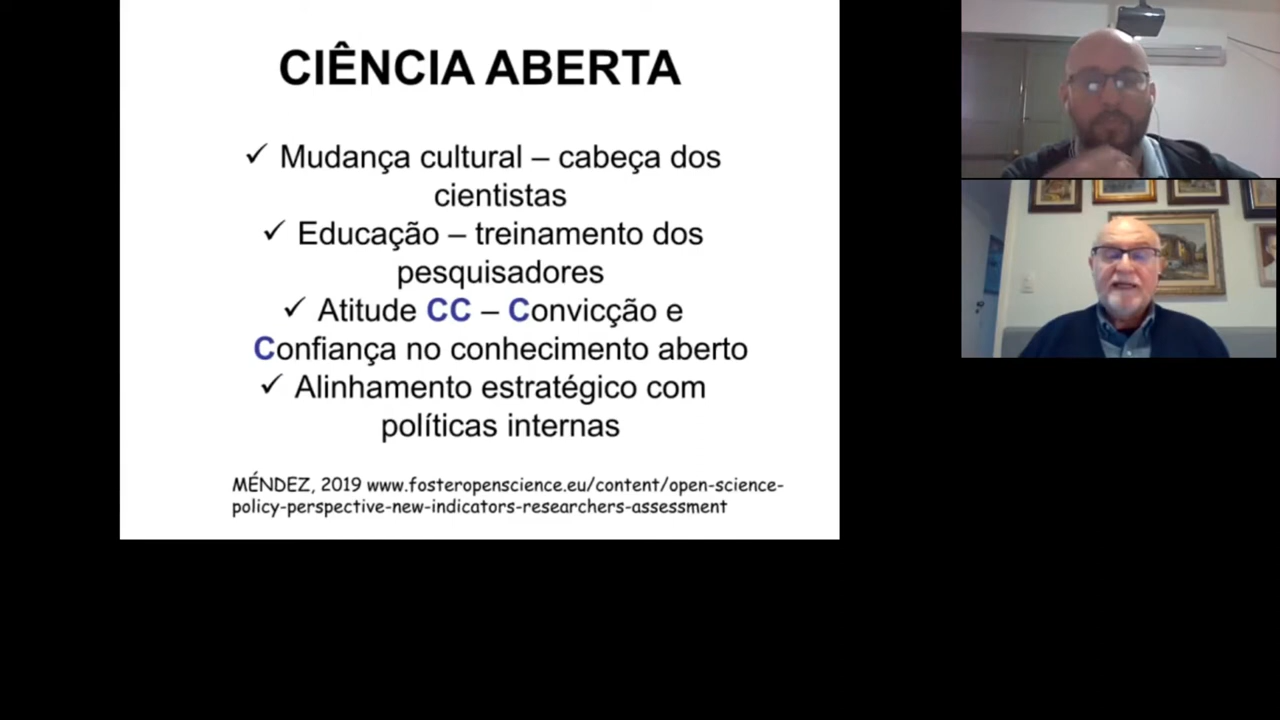 CIÊNCIA ABERTA
✓ Mudança cultural – cabeça dos
cientistas
✓ Educação – treinamento dos
pesquisadores
✓ Atitude CC – Convicção e
Confiança no conhecimento aberto
✓ Alinhamento estratégico com
políticas internas
MÉNDEZ, 2019 www.fosteropenscience.eu/content/open-science-
policy-perspective-new-indicators-researchers-assessment